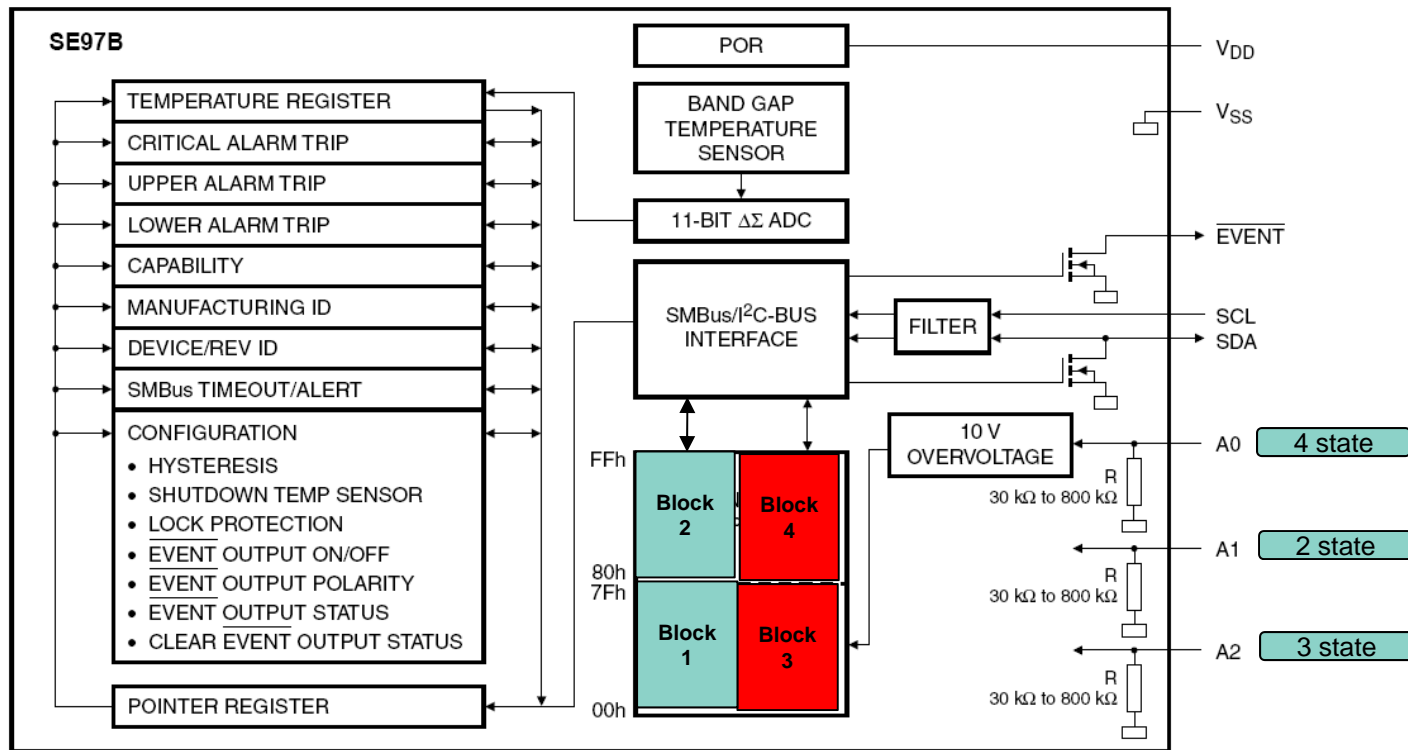 SE97B
TEMPERATURE REGISTER
CRITICAL ALARM TRIP
UPPER ALARM TRIP
LOWER ALARM TRIP
CAPABILITY
MANUFACTURING ID
DEVICE/REV ID
SMBus TIMEOUT/ALERT
CONFIGURATION
• HYSTERESIS
• SHUTDOWN TEMP SENSOR
• LOCK PROTECTION
• EVENT OUTPUT ON/OFF
• EVENT OUTPUT POLARITY
• EVENT OUTPUT STATUS
• CLEAR EVENT OUTPUT STATUS
POINTER REGISTER
POR
BAND GAP
TEMPERATURE
SENSOR
11-BIT ΔΣ ADC
SMBus/I²C-BUS
INTERFACE
FILTER
10 V
OVERVOLTAGE
FFh
80h
7Fh
00h
Block
2
Block
4
Block
1
Block
3
VDD
VSS
EVENT
SCL
SDA
A0
4 state
R
30 kΩ to 800 kΩ
A1
2 state
R
30 kΩ to 800 kΩ
A2
3 state
R
30 kΩ to 800 kΩ